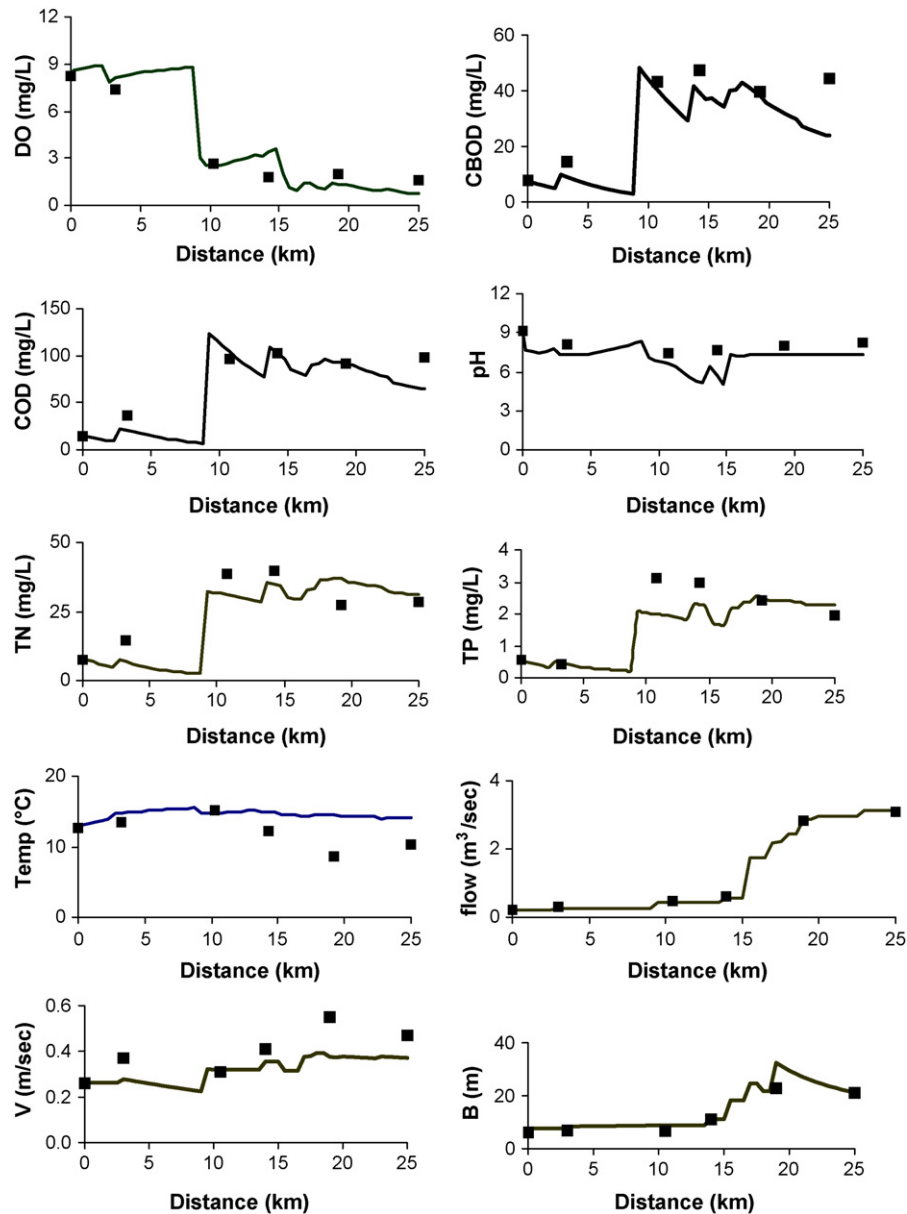 12
9
6
3
0
DO (mg/L)
0 5 10 15 20 25
Distance (km)
60
40
20
0
CBOD (mg/L)
0 5 10 15 20 25
Distance (km)
150
100
50
0
COD (mg/L)
0 5 10 15 20 25
Distance (km)
12
9
6
3
0
pH
0 5 10 15 20 25
Distance (km)
50
25
0
TN (mg/L)
0 5 10 15 20 25
Distance (km)
4
3
2
1
0
TP (mg/L)
0 5 10 15 20 25
Distance (km)
20
10
0
Temp (°C)
0 5 10 15 20 25
Distance (km)
4
2
0
flow (m³/sec)
0 5 10 15 20 25
Distance (km)
0.6
0.4
0.2
0.0
V (m/sec)
0 5 10 15 20 25
Distance (km)
40
20
0
B (m)
0 5 10 15 20 25
Distance (km)